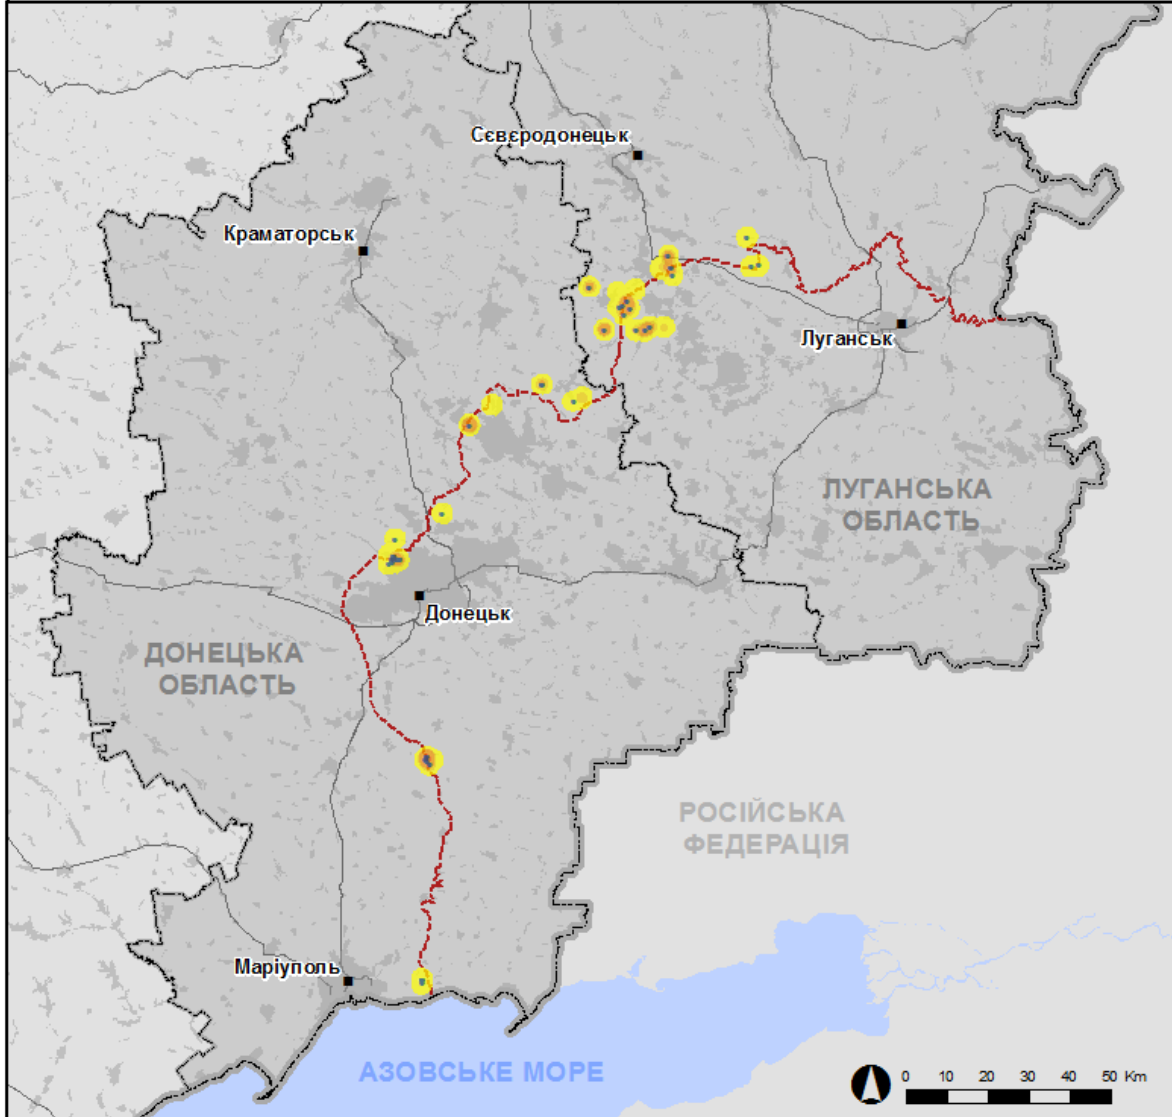 Сєвєродонецьк
Краматорськ
Луганськ
ЛУГАНСЬКА
ОБЛАСТЬ
Донецьк
ДОНЕЦЬКА
ОБЛАСТЬ
РОСІЙСЬКА
ФЕДЕРАЦІЯ
Маріуполь
АЗОВСЬКЕ МОРЕ
0 10 20 30 40 50 Km